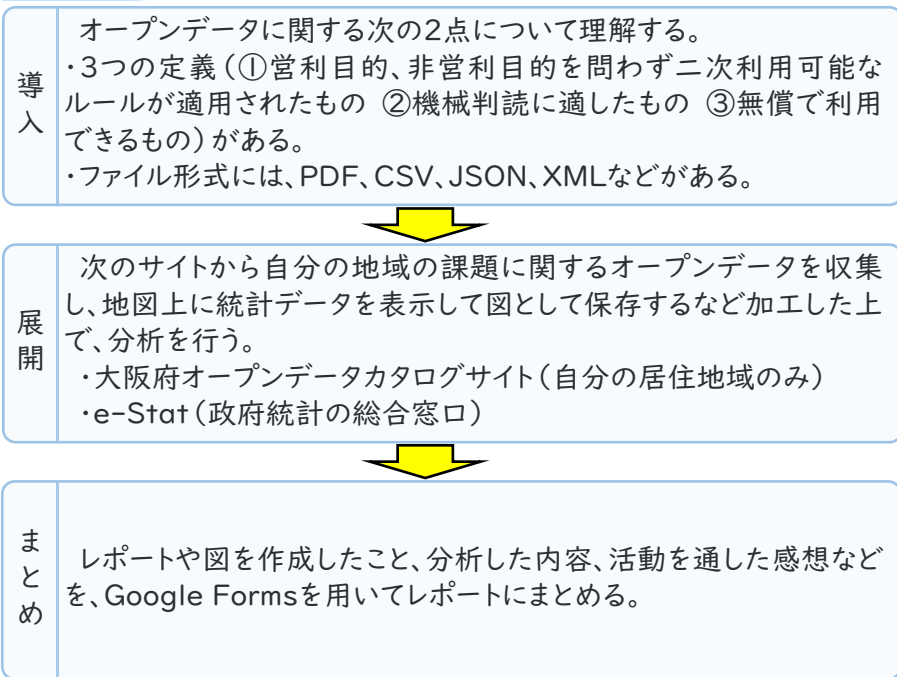 導入
オープンデータに関する次の2点について理解する。
・3つの定義(①営利目的、非営利目的を問わず二次利用可能な
ルールが適用されたもの ②機械判読に適したもの ③無償で利用
できるもの)がある。
・ファイル形式には、PDF、CSV、JSON、XMLなどがある。
展開
次のサイトから自分の地域の課題に関するオープンデータを収集
し、地図上に統計データを表示して図として保存するなど加工した上
で、分析を行う。
・大阪府オープンデータカタログサイト(自分の居住地域のみ)
・e-Stat(政府統計の総合窓口)
まとめ
レポートや図を作成したこと、分析した内容、活動を通した感想など
を、Google Formsを用いてレポートにまとめる。